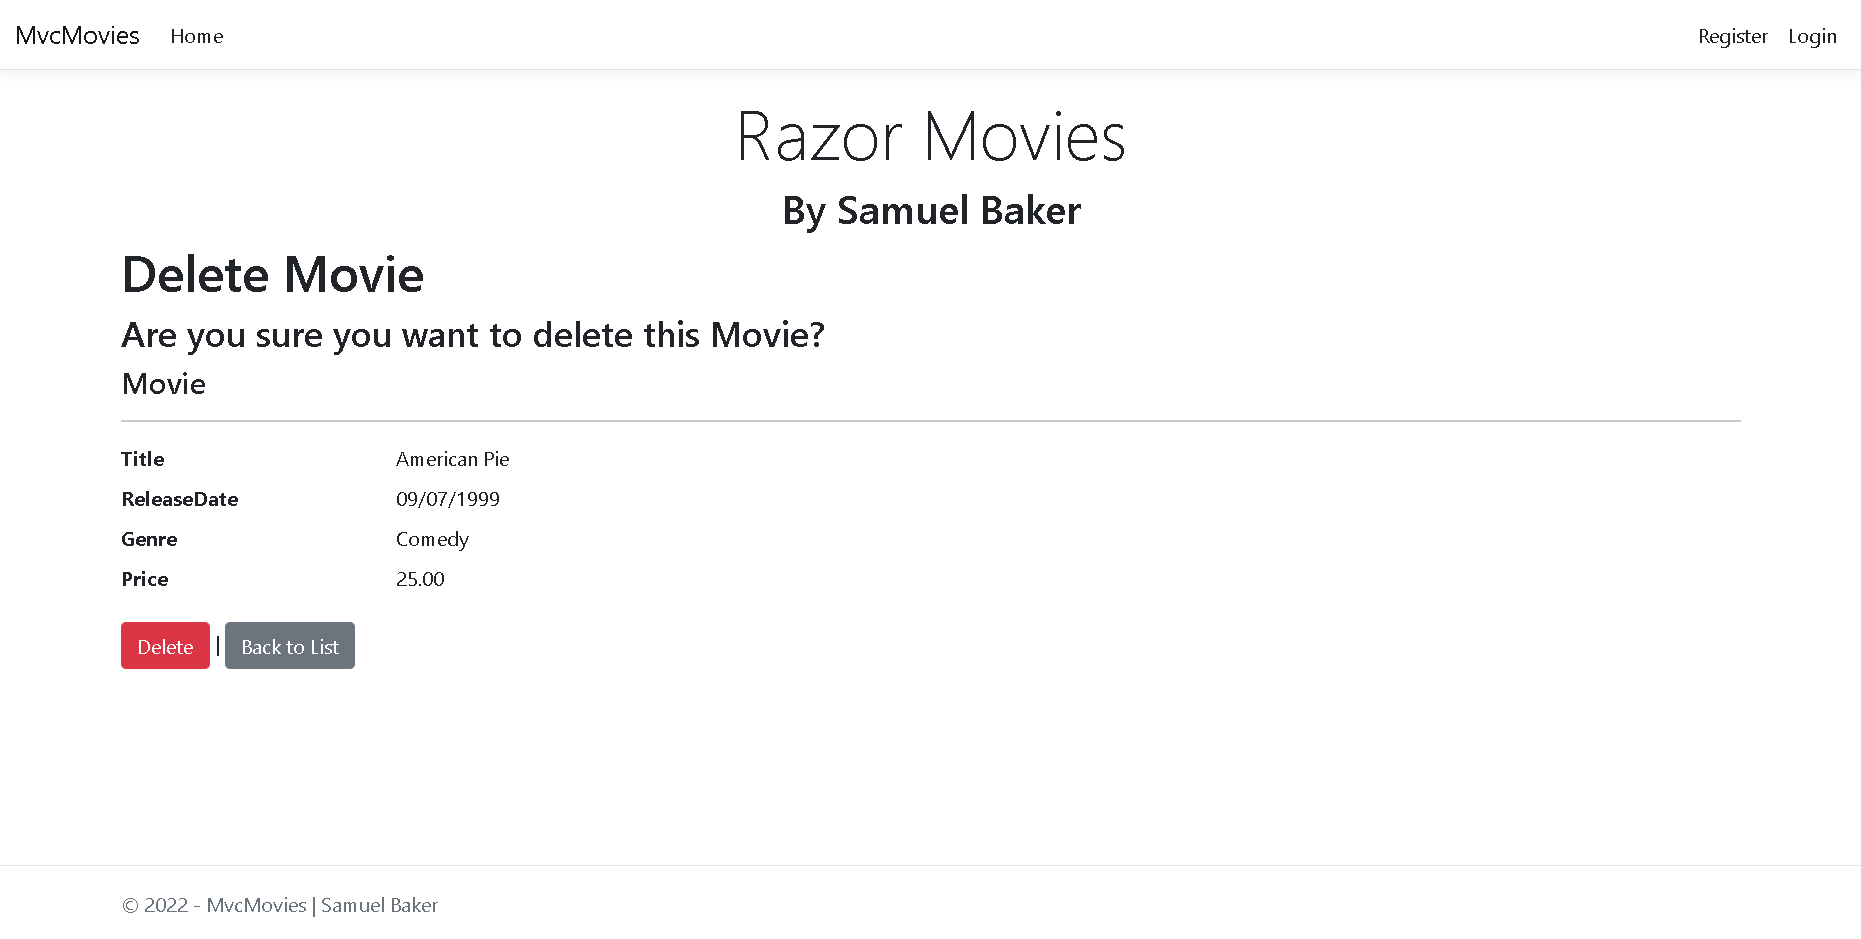 MvcMovies Home Register Login
Razor Movies
By Samuel Baker
Delete Movie
Are you sure you want to delete this Movie?
Movie
Title American Pie
ReleaseDate 09/07/1999
Genre Comedy
Price 25.00
Delete | Back to List
© 2022 - MvcMovies | Samuel Baker